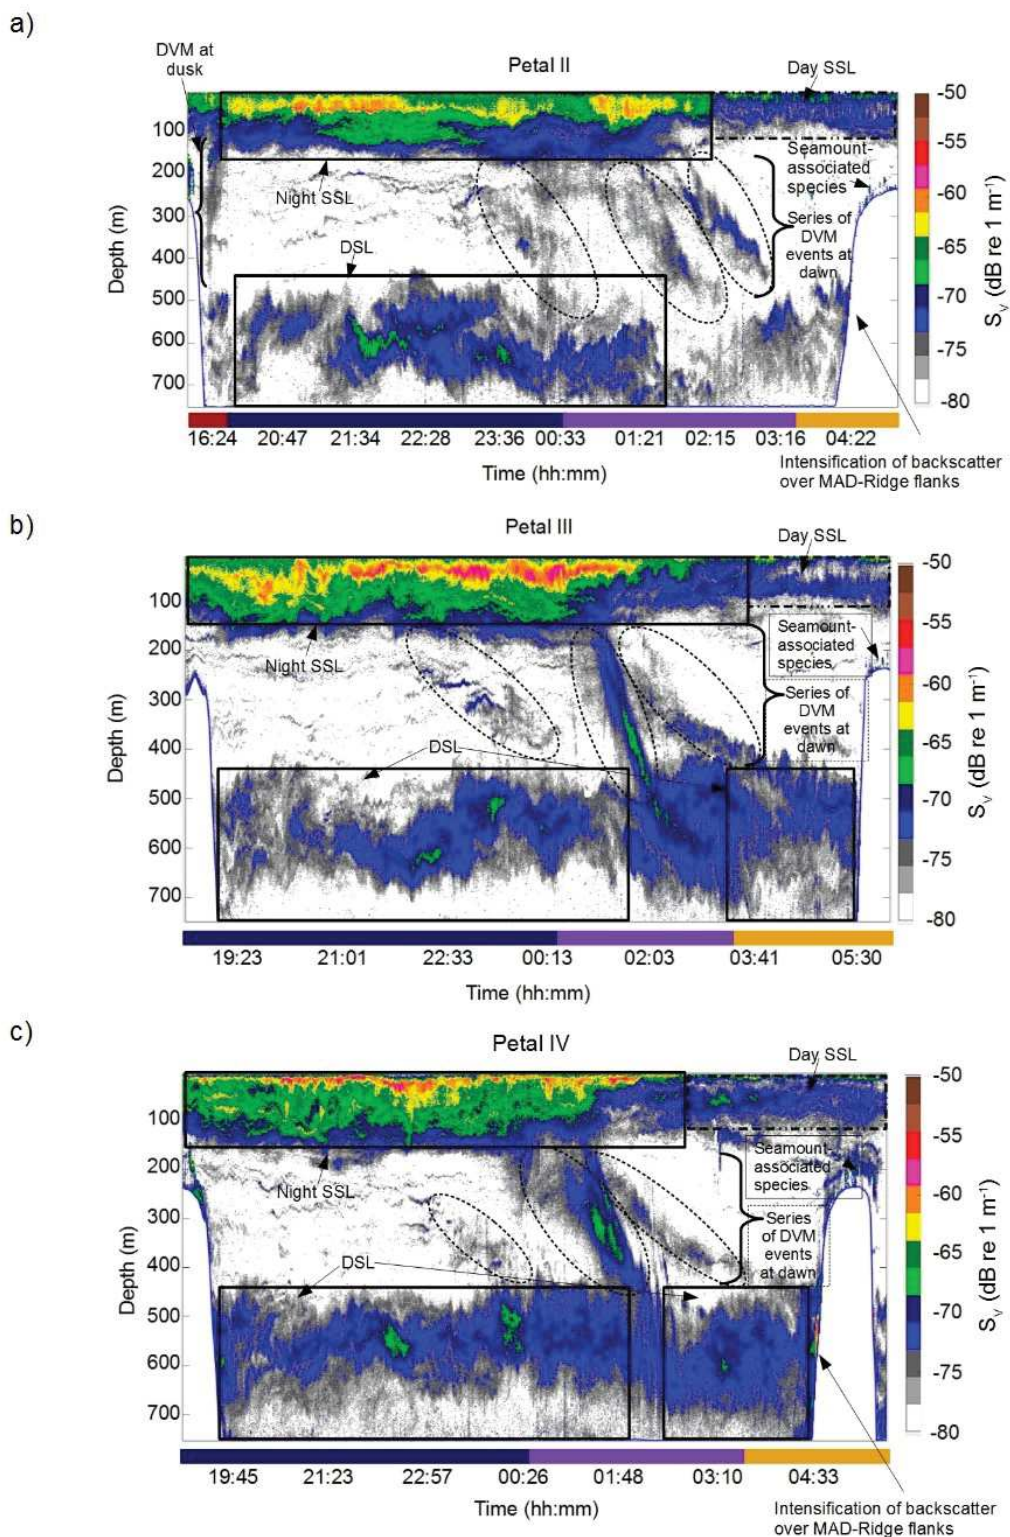 a)
DVM at
dusk
Petal II
Day SSL
Night SSL
DSL
Seamount-
associated
species
Series of
DVM
events at
dawn
Depth (m)
100
200
300
400
500
600
700
-50
-55
-60
-65
-70
-75
-80
Sv (dB re 1 m-1)
16:24 20:47 21:34 22:28 23:36 00:33 01:21 02:15 03:16 04:22
Time (hh:mm)
Intensification of backscatter
over MAD-Ridge flanks
b)
Petal III
Day SSL
Night SSL
DSL
Seamount-
associated
species
Series of
DVM
events at
dawn
Depth (m)
100
200
300
400
500
600
700
-50
-55
-60
-65
-70
-75
-80
Sv (dB re 1 m-1)
19:23 21:01 22:33 00:13 02:03 03:41 05:30
Time (hh:mm)
c)
Petal IV
Day SSL
Night SSL
DSL
Seamount-
associated
species
Series
of DVM
events
at dawn
Depth (m)
100
200
300
400
500
600
700
-50
-55
-60
-65
-70
-75
-80
Sv (dB re 1 m-1)
19:45 21:23 22:57 00:26 01:48 03:10 04:33
Time (hh:mm)
Intensification of backscatter
over MAD-Ridge flanks